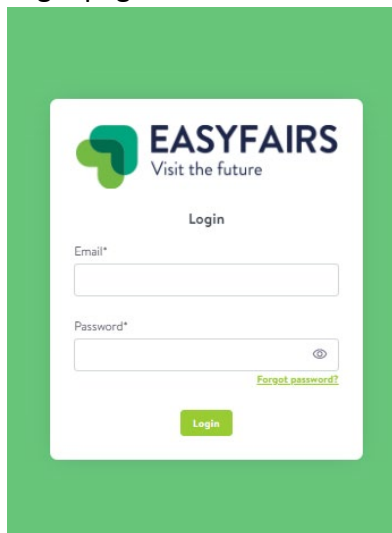 EASYFAIRS
Visit the future
Login
Email*
Password*
Forgot password?
Login